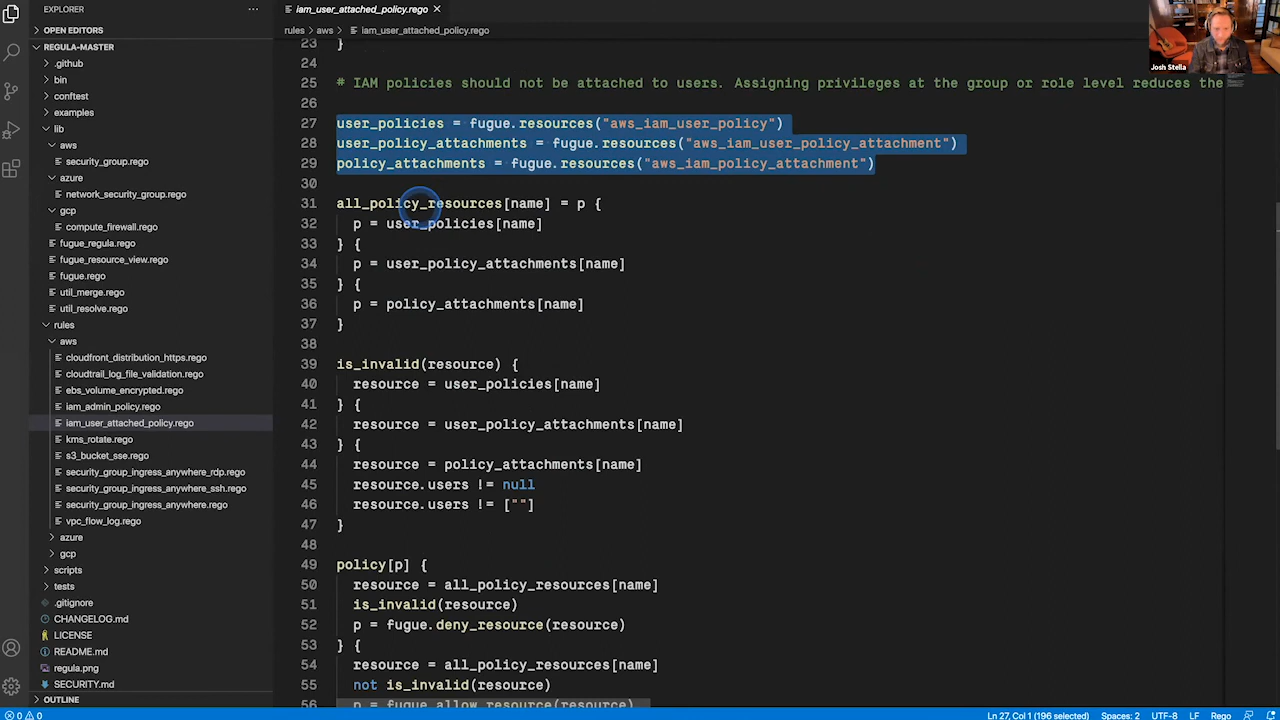 EXPLORER
···
OPEN EDITORS
REGULA-MASTER
.github
bin
conftest
examples
lib
aws
security_group.rego
azure
network_security_group.rego
gcp
compute_firewall.rego
fugue_regula.rego
fugue_resource_view.rego
fugue.rego
util_merge.rego
util_resolve.rego
rules
aws
cloudfront_distribution_https.rego
cloudtrail_log_file_validation.rego
ebs_volume_encrypted.rego
iam_admin_policy.rego
iam_user_attached_policy.rego
kms_rotate.rego
s3_bucket_sse.rego
security_group_ingress_anywhere_rdp.rego
security_group_ingress_anywhere_ssh.rego
security_group_ingress_anywhere.rego
vpc_flow_log.rego
azure
gcp
scripts
tests
.gitignore
CHANGELOG.md
LICENSE
README.md
regula.png
SECURITY.md
OUTLINE
iam_user_attached_policy.rego
rules > aws > iam_user_attached_policy.rego
23 }
24
25 # IAM policies should not be attached to users. Assigning privileges at the group or role level reduces the
26
27 user_policies = fugue.resources("aws_iam_user_policy")
28 user_policy_attachments = fugue.resources("aws_iam_user_policy_attachment")
29 policy_attachments = fugue.resources("aws_iam_policy_attachment")
30
31 all_policy_resources[name] = p {
32 p = user_policies[name]
33 } {
34 p = user_policy_attachments[name]
35 } {
36 p = policy_attachments[name]
37 }
38
39 is_invalid(resource) {
40 resource = user_policies[name]
41 } {
42 resource = user_policy_attachments[name]
43 } {
44 resource = policy_attachments[name]
45 resource.users != null
46 resource.users != [""]
47 }
48
49 policy[p] {
50 resource = all_policy_resources[name]
51 is_invalid(resource)
52 p = fugue.deny_resource(resource)
53 } {
54 resource = all_policy_resources[name]
55 not is_invalid(resource)
56 p = fugue.allow_resource(resource)
Josh Stella
0 0
Ln 27, Col 1 (196 selected) Spaces: 2 UTF-8 LF Rego